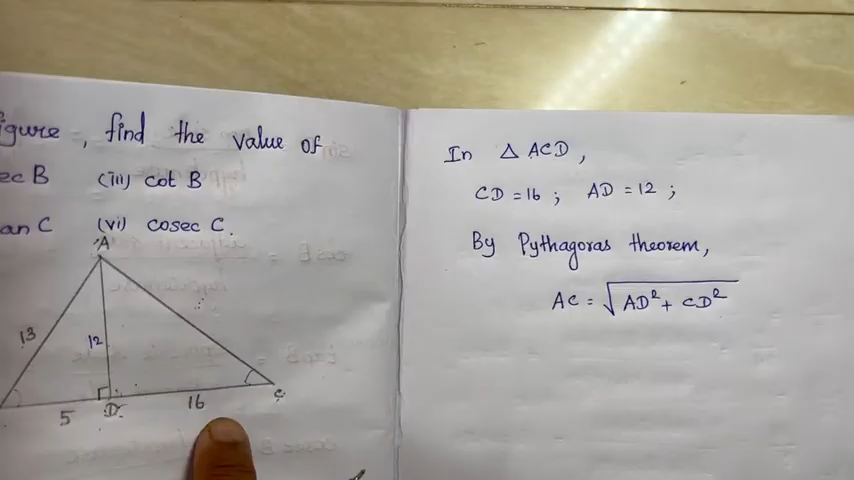 igure, find the value of
ec B (iii) cot B
an C (vi) cosec C.
A
13
12
5
D
16
C
In △ ACD,
CD = 16 ; AD = 12 ;
By Pythagoras theorem,
AC = √AD² + CD²